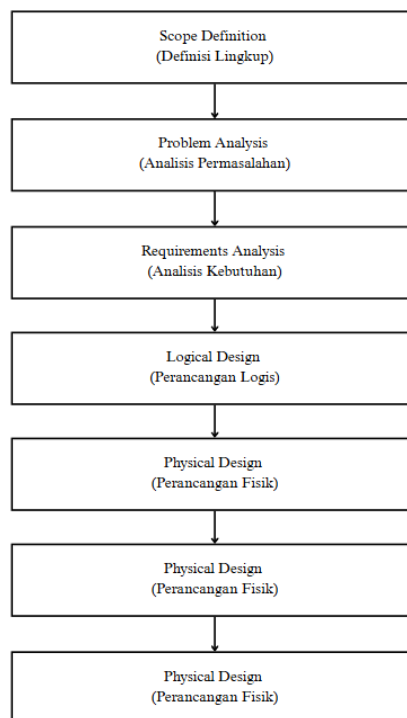 Scope Definition
(Definisi Lingkup)
Problem Analysis
(Analisis Permasalahan)
Requirements Analysis
(Analisis Kebutuhan)
Logical Design
(Perancangan Logis)
Physical Design
(Perancangan Fisik)
Physical Design
(Perancangan Fisik)
Physical Design
(Perancangan Fisik)